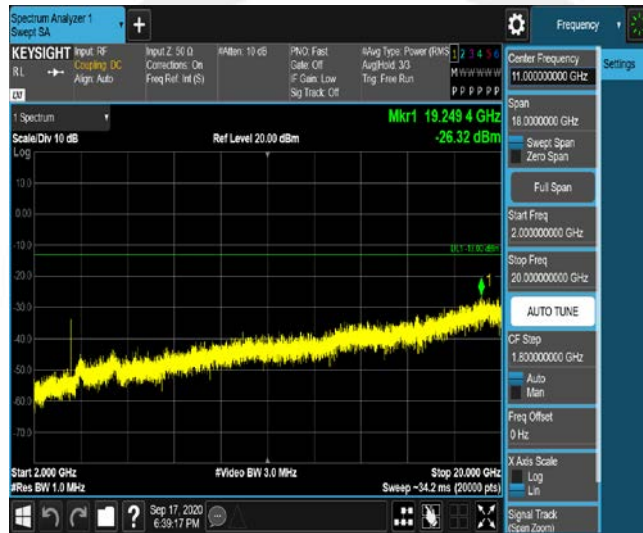 Spectrum Analyzer 1
Swept SA
+
Frequency
KEYSIGHT
RL
Input: RF
Coupling: DC
Align: Auto
Input Z: 50 Ω
Corrections: On
Freq Ref: Int (S)
#Atten: 10 dB
PNO: Fast
Gate: Off
IF Gain: Low
Sig Track: Off
#Avg Type: Power (RMS
Avg|Hold: 3/3
Trig: Free Run
1 2 3 4 5 6
M W W W W W
P P P P P P
LXI
1 Spectrum
Scale/Div 10 dB
Log
Ref Level 20.00 dBm
Mkr1 19.249 4 GHz
-26.32 dBm
10.0
0.00
-10.0
DL1 -13.00 dBm
1
-50.0
-60.0
-70.0
Start 2.000 GHz
#Res BW 1.0 MHz
#Video BW 3.0 MHz
Stop 20.000 GHz
Sweep ~34.2 ms (20000 pts)
Center Frequency
11.000000000 GHz
Settings
Span
18.0000000 GHz
Swept Span
Zero Span
Full Span
Start Freq
2.000000000 GHz
Stop Freq
20.000000000 GHz
AUTO TUNE
CF Step
1.800000000 GHz
Auto
Man
Freq Offset
0 Hz
X Axis Scale
Log
Lin
Signal Track
(Span Zoom)
?
Sep 17, 2020
6:39:17 PM